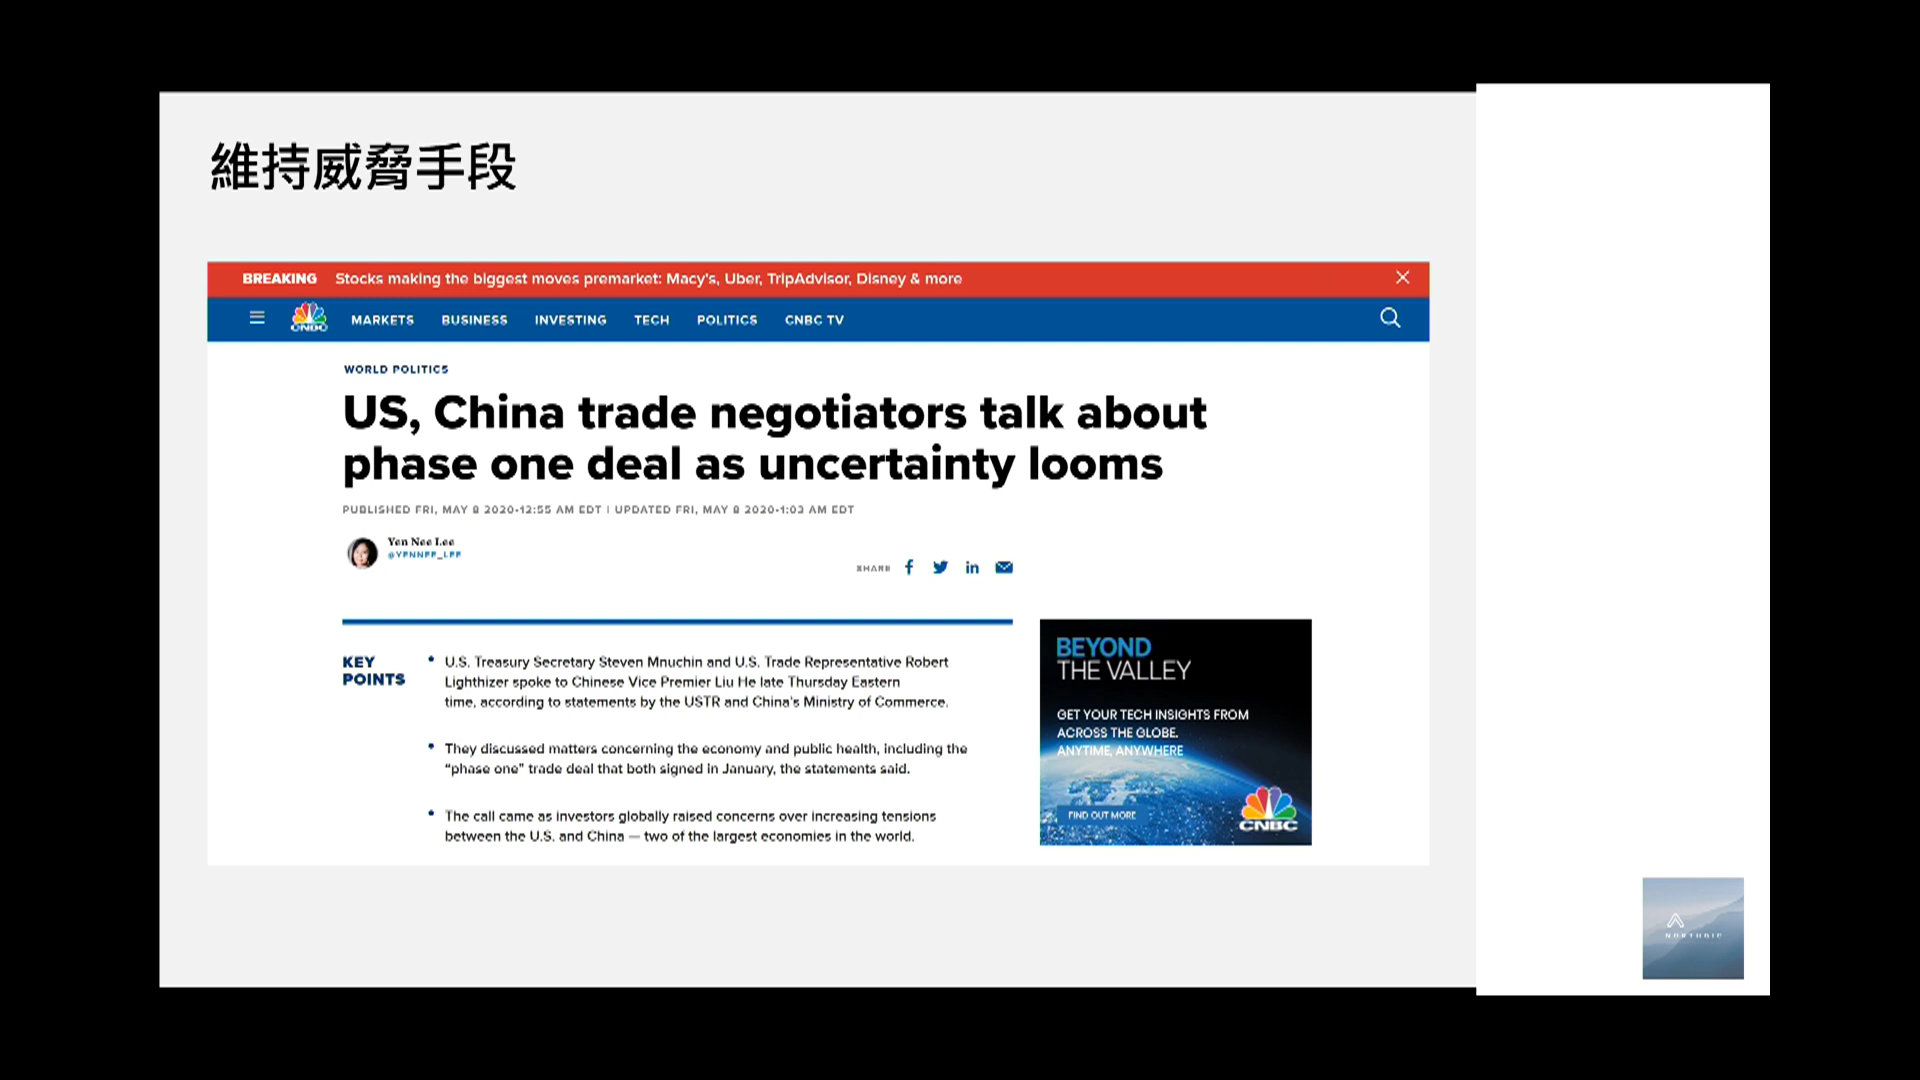 維持威脅手段
BREAKING Stocks making the biggest moves premarket: Macy's, Uber, TripAdvisor, Disney & more
CNBC MARKETS BUSINESS INVESTING TECH POLITICS CNBC TV
WORLD POLITICS
US, China trade negotiators talk about
phase one deal as uncertainty looms
PUBLISHED FRI, MAY 8 2020•12:55 AM EDT | UPDATED FRI, MAY 8 2020•1:03 AM EDT
Yen Nee Lee
@YENNEE_LEE
SHARE
KEY
POINTS
U.S. Treasury Secretary Steven Mnuchin and U.S. Trade Representative Robert
Lighthizer spoke to Chinese Vice Premier Liu He late Thursday Eastern
time, according to statements by the USTR and China's Ministry of Commerce.
They discussed matters concerning the economy and public health, including the
“phase one” trade deal that both signed in January, the statements said.
The call came as investors globally raised concerns over increasing tensions
between the U.S. and China — two of the largest economies in the world.
BEYOND
THE VALLEY
GET YOUR TECH INSIGHTS FROM
ACROSS THE GLOBE.
ANYTIME, ANYWHERE
FIND OUT MORE
CNBC